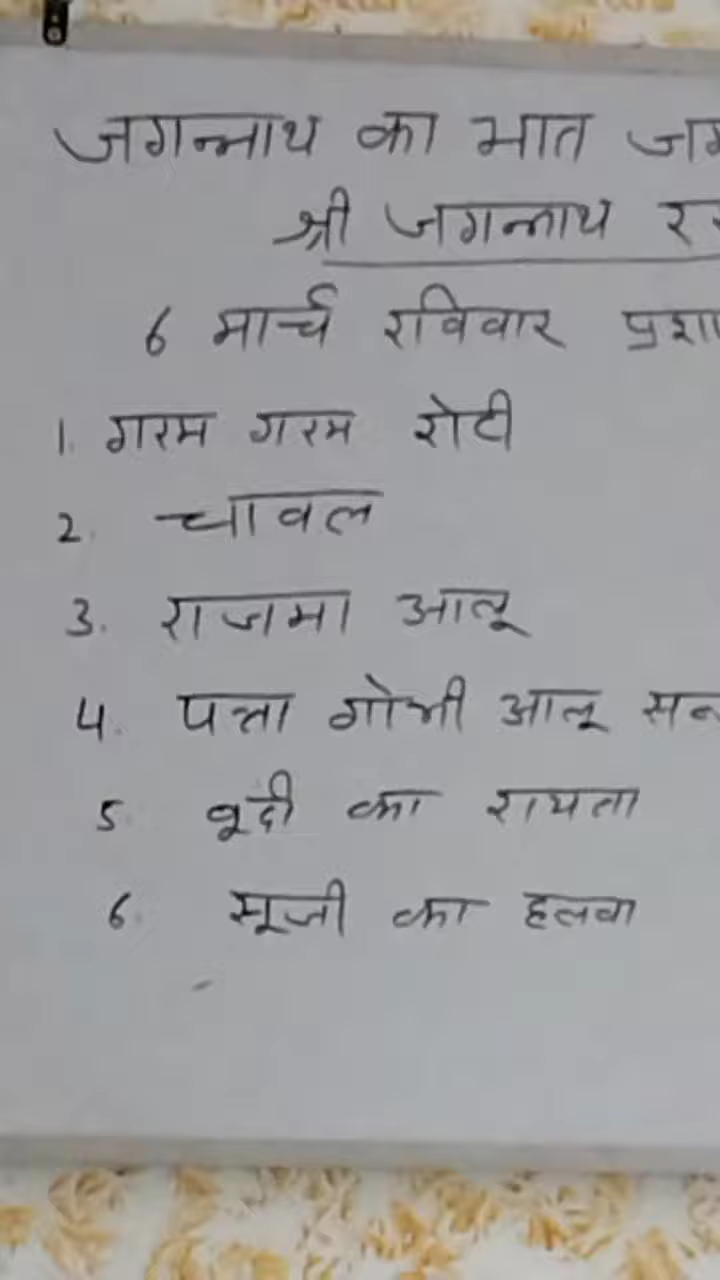 जगन्नाथ का भात
श्री जगन्नाथ
6 मार्च रविवार
1. गरम गरम रोटी
2. चावल
3. राजमा आलू
4. पत्ता गोभी आलू
5. बूदी का रायता
6. सूजी का हलवा